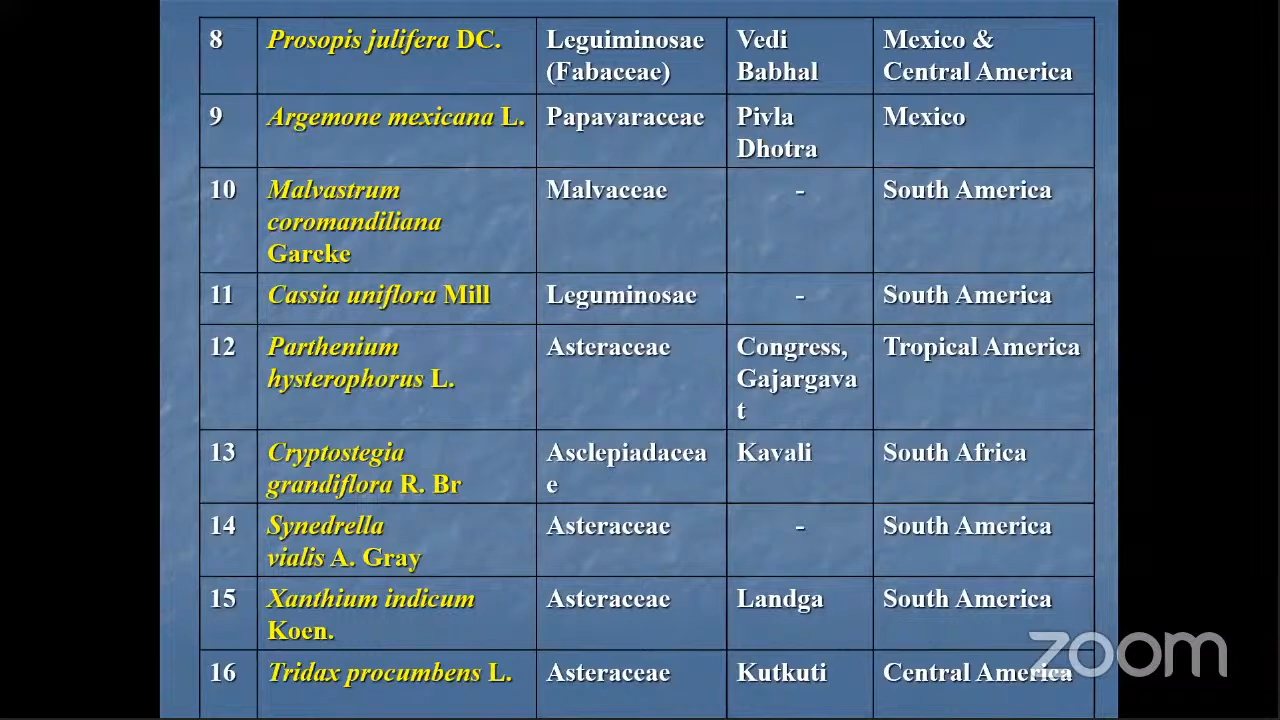 8 Prosopis julifera DC. Leguiminosae Vedi Mexico &
(Fabaceae) Babhal Central America
9 Argemone mexicana L. Papavaraceae Pivla Mexico
Dhotra
10 Malvastrum Malvaceae - South America
coromandiliana
Garcke
11 Cassia uniflora Mill Leguminosae - South America
12 Parthenium Asteraceae Congress, Tropical America
hysterophorus L. Gajargava
t
13 Cryptostegia Asclepiadacea Kavali South Africa
grandiflora R. Br e
14 Synedrella Asteraceae - South America
vialis A. Gray
15 Xanthium indicum Asteraceae Landga South America
Koen.
16 Tridax procumbens L. Asteraceae Kutkuti Central America
zoom